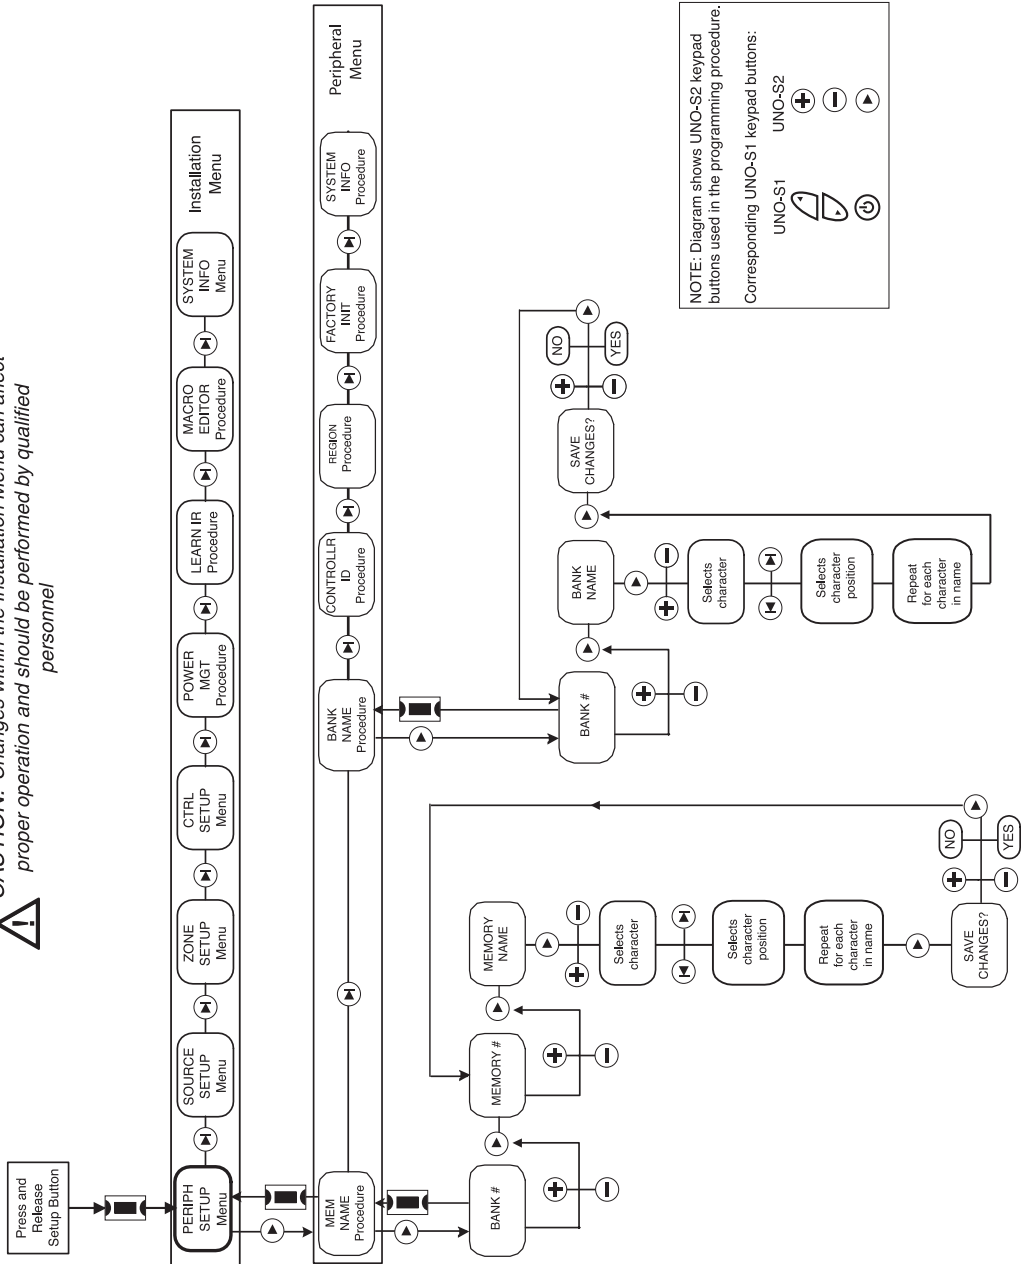 CAUTION: Changes within the Installation Menu can affect
proper operation and should be performed by qualified
personnel
Press and
Release
Setup Button
PERIPH
SETUP
Menu
SOURCE
SETUP
Menu
ZONE
SETUP
Menu
CTRL
SETUP
Menu
POWER
MGT
Procedure
LEARN IR
Procedure
MACRO
EDITOR
Procedure
SYSTEM
INFO
Menu
Installation
Menu
MEM
NAME
Procedure
BANK
NAME
Procedure
CONTROLLR
ID
Procedure
REGION
Procedure
FACTORY
INIT
Procedure
SYSTEM
INFO
Procedure
Peripheral
Menu
BANK #
MEMORY #
MEMORY
NAME
Selects
character
Selects
character
position
Repeat
for each
character
in name
SAVE
CHANGES?
NO
YES
BANK #
BANK
NAME
Selects
character
Selects
character
position
Repeat
for each
character
in name
SAVE
CHANGES?
NO
YES
NOTE: Diagram shows UNO-S2 keypad
buttons used in the programming procedure.
Corresponding UNO-S1 keypad buttons:
UNO-S1
UNO-S2